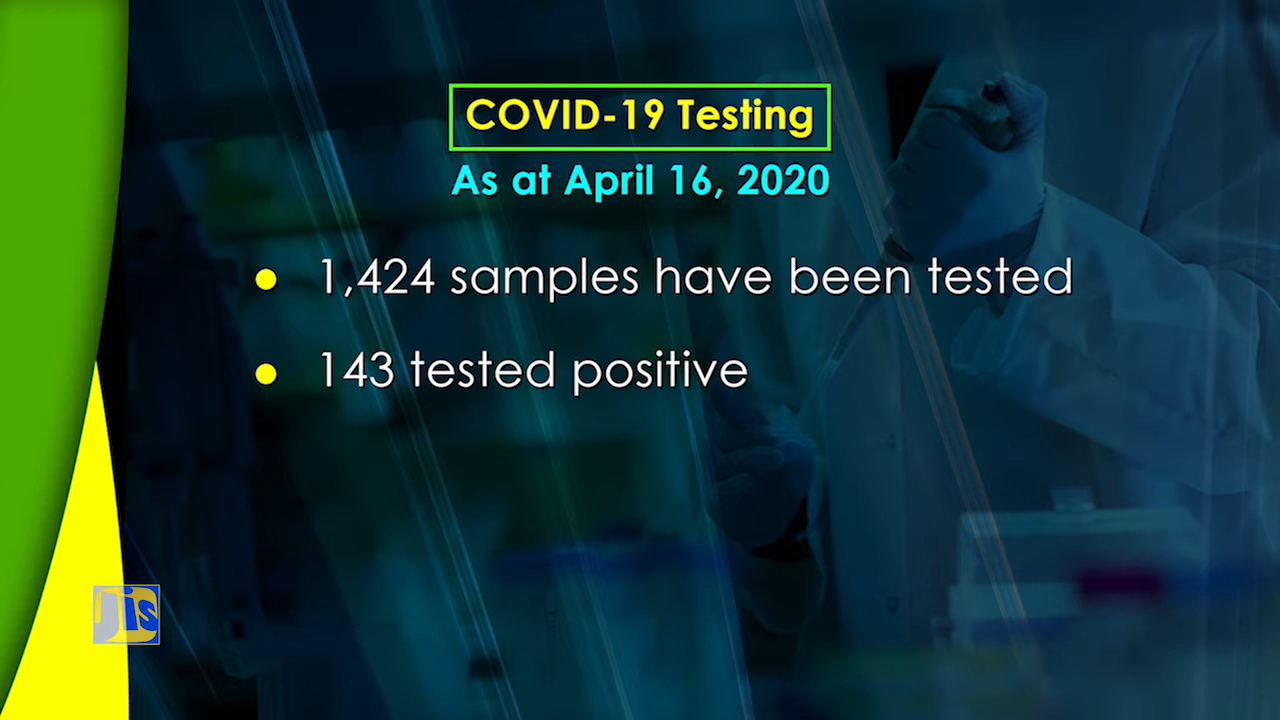 COVID-19 Testing
As at April 16, 2020
1,424 samples have been tested
143 tested positive
Jis